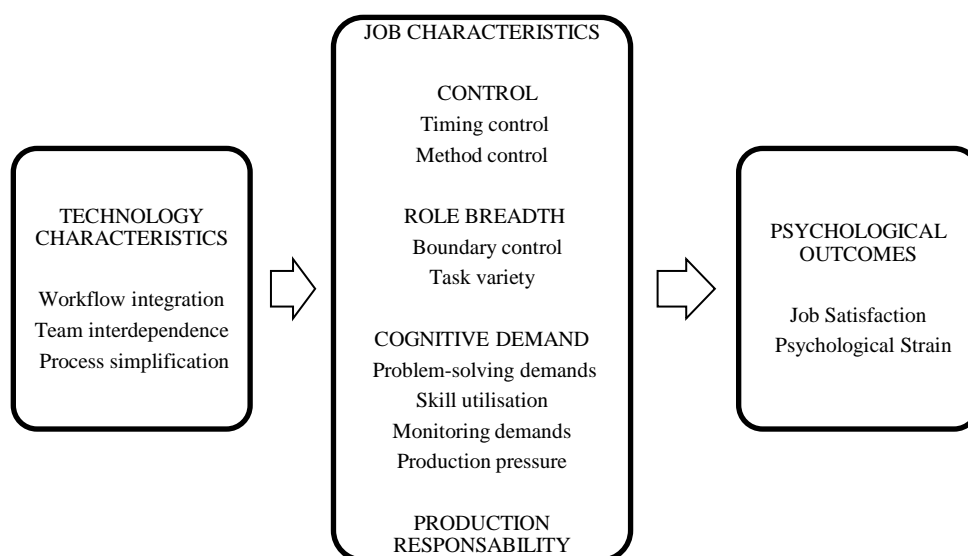 TECHNOLOGY
CHARACTERISTICS
Workflow integration
Team interdependence
Process simplification
JOB CHARACTERISTICS
CONTROL
Timing control
Method control
ROLE BREADTH
Boundary control
Task variety
COGNITIVE DEMAND
Problem-solving demands
Skill utilisation
Monitoring demands
Production pressure
PRODUCTION
RESPONSABILITY
PSYCHOLOGICAL
OUTCOMES
Job Satisfaction
Psychological Strain